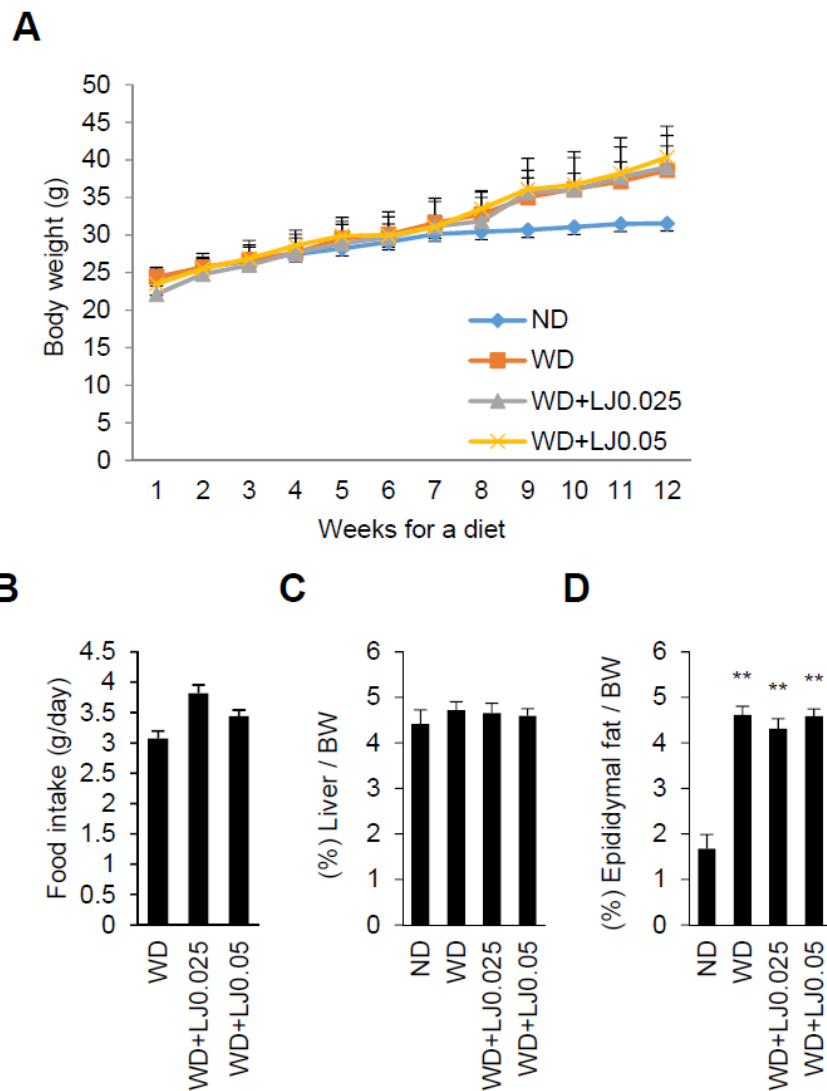 A
Body weight (g)
50
45
40
35
30
25
20
15
10
5
0
1 2 3 4 5 6 7 8 9 10 11 12
Weeks for a diet
ND
WD
WD+LJ0.025
WD+LJ0.05
B
Food intake (g/day)
4.5
4
3.5
3
2.5
2
1.5
1
0.5
0
WD
WD+LJ0.025
WD+LJ0.05
C
(%) Liver / BW
6
5
4
3
2
1
0
ND
WD
WD+LJ0.025
WD+LJ0.05
D
(%) Epididymal fat / BW
6
5
4
3
2
1
0
** ** **
ND
WD
WD+LJ0.025
WD+LJ0.05